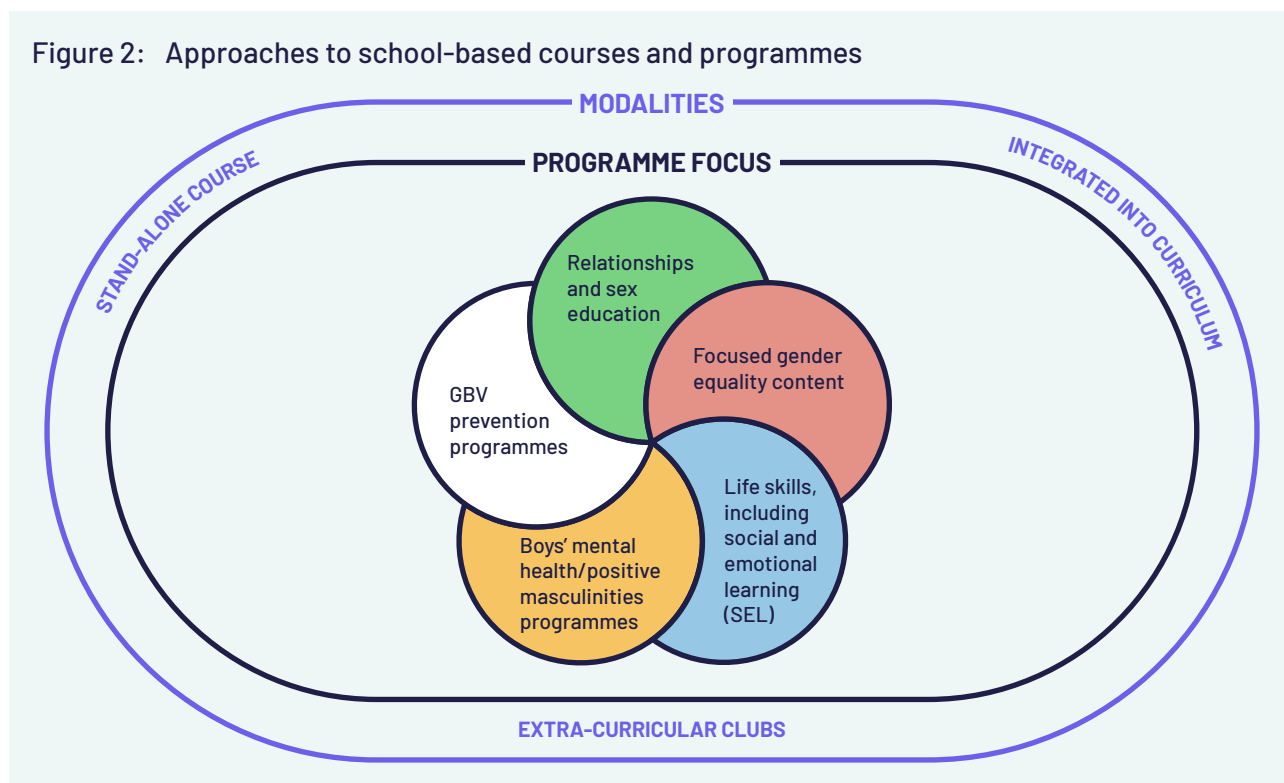 Figure 2: Approaches to school-based courses and programmes
MODALITIES
PROGRAMME FOCUS
STAND-ALONE COURSE
INTEGRATED INTO CURRICULUM
Relationships
and sex
education
Focused gender
equality content
GBV
prevention
programmes
Life skills,
including
social and
emotional
learning
(SEL)
Boys’ mental
health/positive
masculinities
programmes
EXTRA-CURRICULAR CLUBS